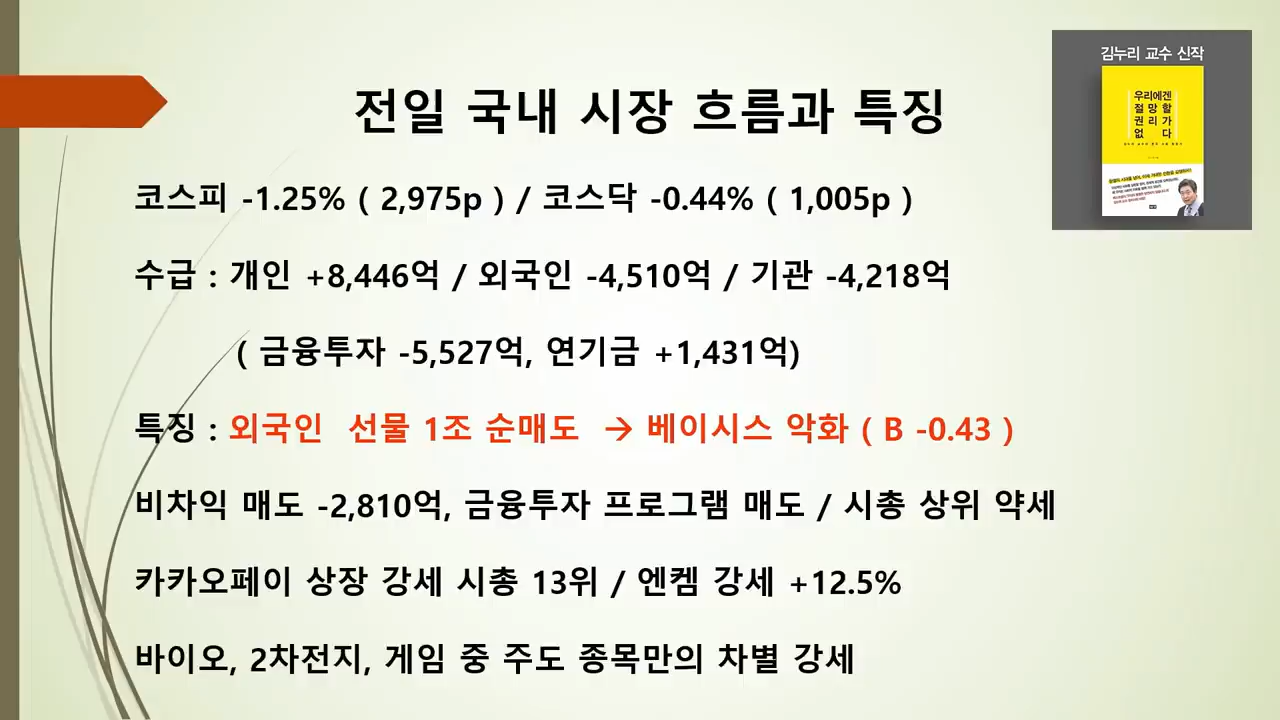 전일 국내 시장 흐름과 특징
김누리 교수 신작
우리에겐
절망할
권리가
없다
코스피 -1.25% ( 2,975p ) / 코스닥 -0.44% ( 1,005p )
수급 : 개인 +8,446억 / 외국인 -4,510억 / 기관 -4,218억
( 금융투자 -5,527억, 연기금 +1,431억)
특징 : 외국인 선물 1조 순매도 → 베이시스 악화 ( B -0.43 )
비차익 매도 -2,810억, 금융투자 프로그램 매도 / 시총 상위 약세
카카오페이 상장 강세 시총 13위 / 엔켐 강세 +12.5%
바이오, 2차전지, 게임 중 주도 종목만의 차별 강세